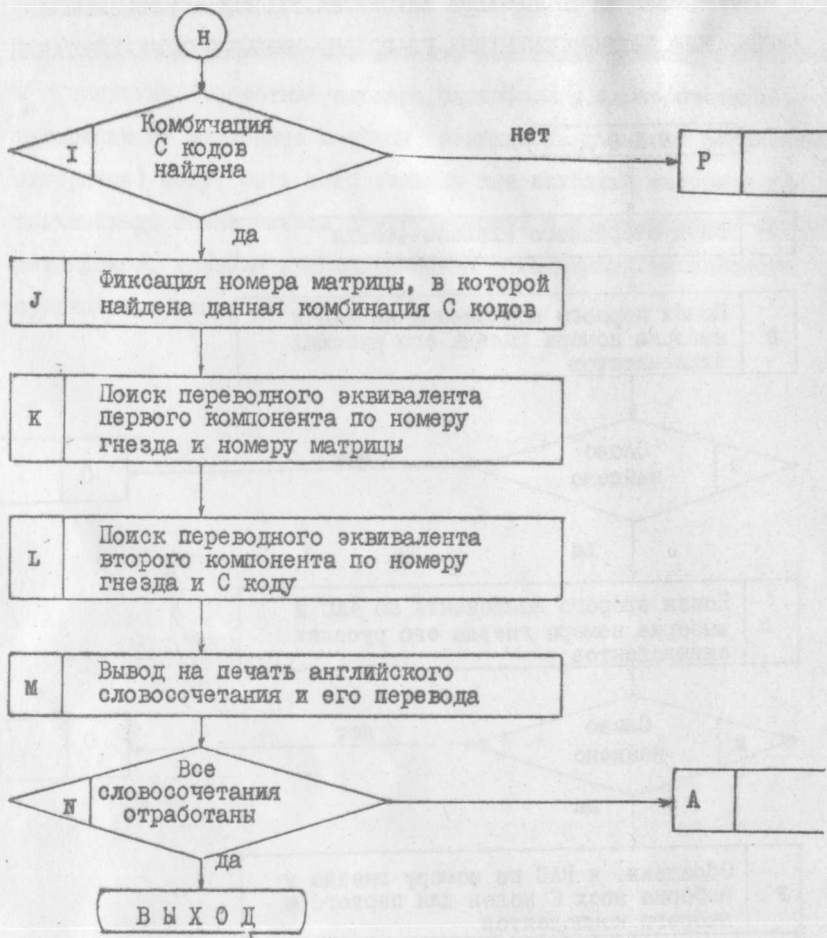 Н
Комбинация
С кодов
найдена
I
нет
P
да
J
Фиксация номера матрицы, в которой
найдена данная комбинация С кодов
K
Поиск переводного эквивалента
первого компонента по номеру
гнезда и номеру матрицы
L
Поиск переводного эквивалента
второго компонента по номеру
гнезда и С коду
M
Вывод на печать английского
словосочетания и его перевода
Все
словосочетания
отработаны
N
A
да
ВЫХОД